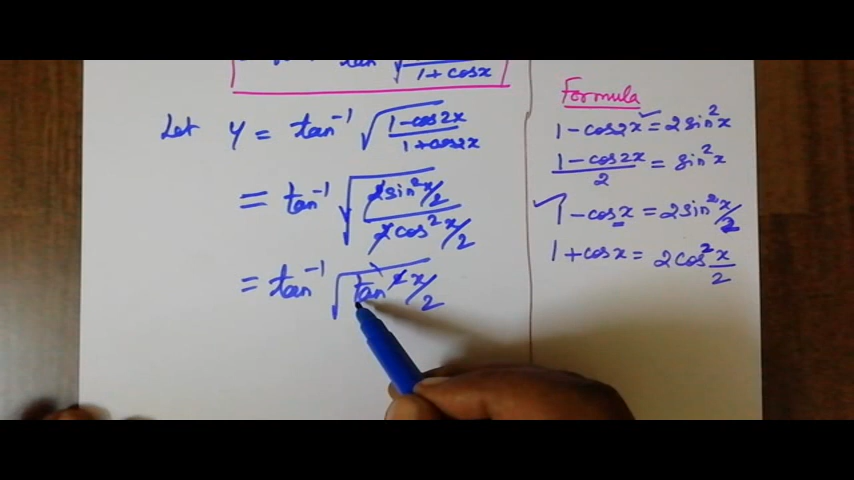 1 + cosx
Let y = tan⁻¹ √(1-cos2x / 1+cos2x)
= tan⁻¹ √(2sin²x/2 / 2cos²x/2)
= tan⁻¹ √(tan²x/2)
Formula
1-cos2x = 2sin²x
1-cos2x / 2 = sin²x
1-cosx = 2sin²x/2
1+cosx = 2cos²x/2